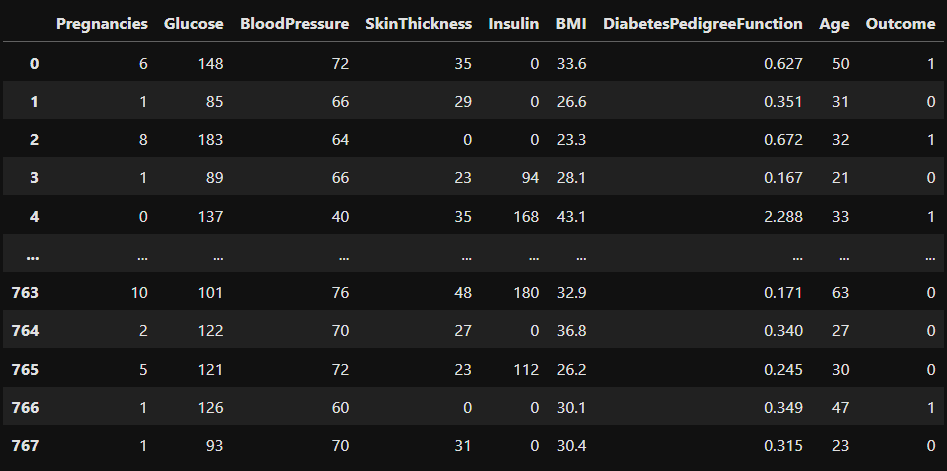 Pregnancies Glucose BloodPressure SkinThickness Insulin BMI DiabetesPedigreeFunction Age Outcome
0 6 148 72 35 0 33.6 0.627 50 1
1 1 85 66 29 0 26.6 0.351 31 0
2 8 183 64 0 0 23.3 0.672 32 1
3 1 89 66 23 94 28.1 0.167 21 0
4 0 137 40 35 168 43.1 2.288 33 1
... ... ... ... ... ... ... ... ... ...
763 10 101 76 48 180 32.9 0.171 63 0
764 2 122 70 27 0 36.8 0.340 27 0
765 5 121 72 23 112 26.2 0.245 30 0
766 1 126 60 0 0 30.1 0.349 47 1
767 1 93 70 31 0 30.4 0.315 23 0